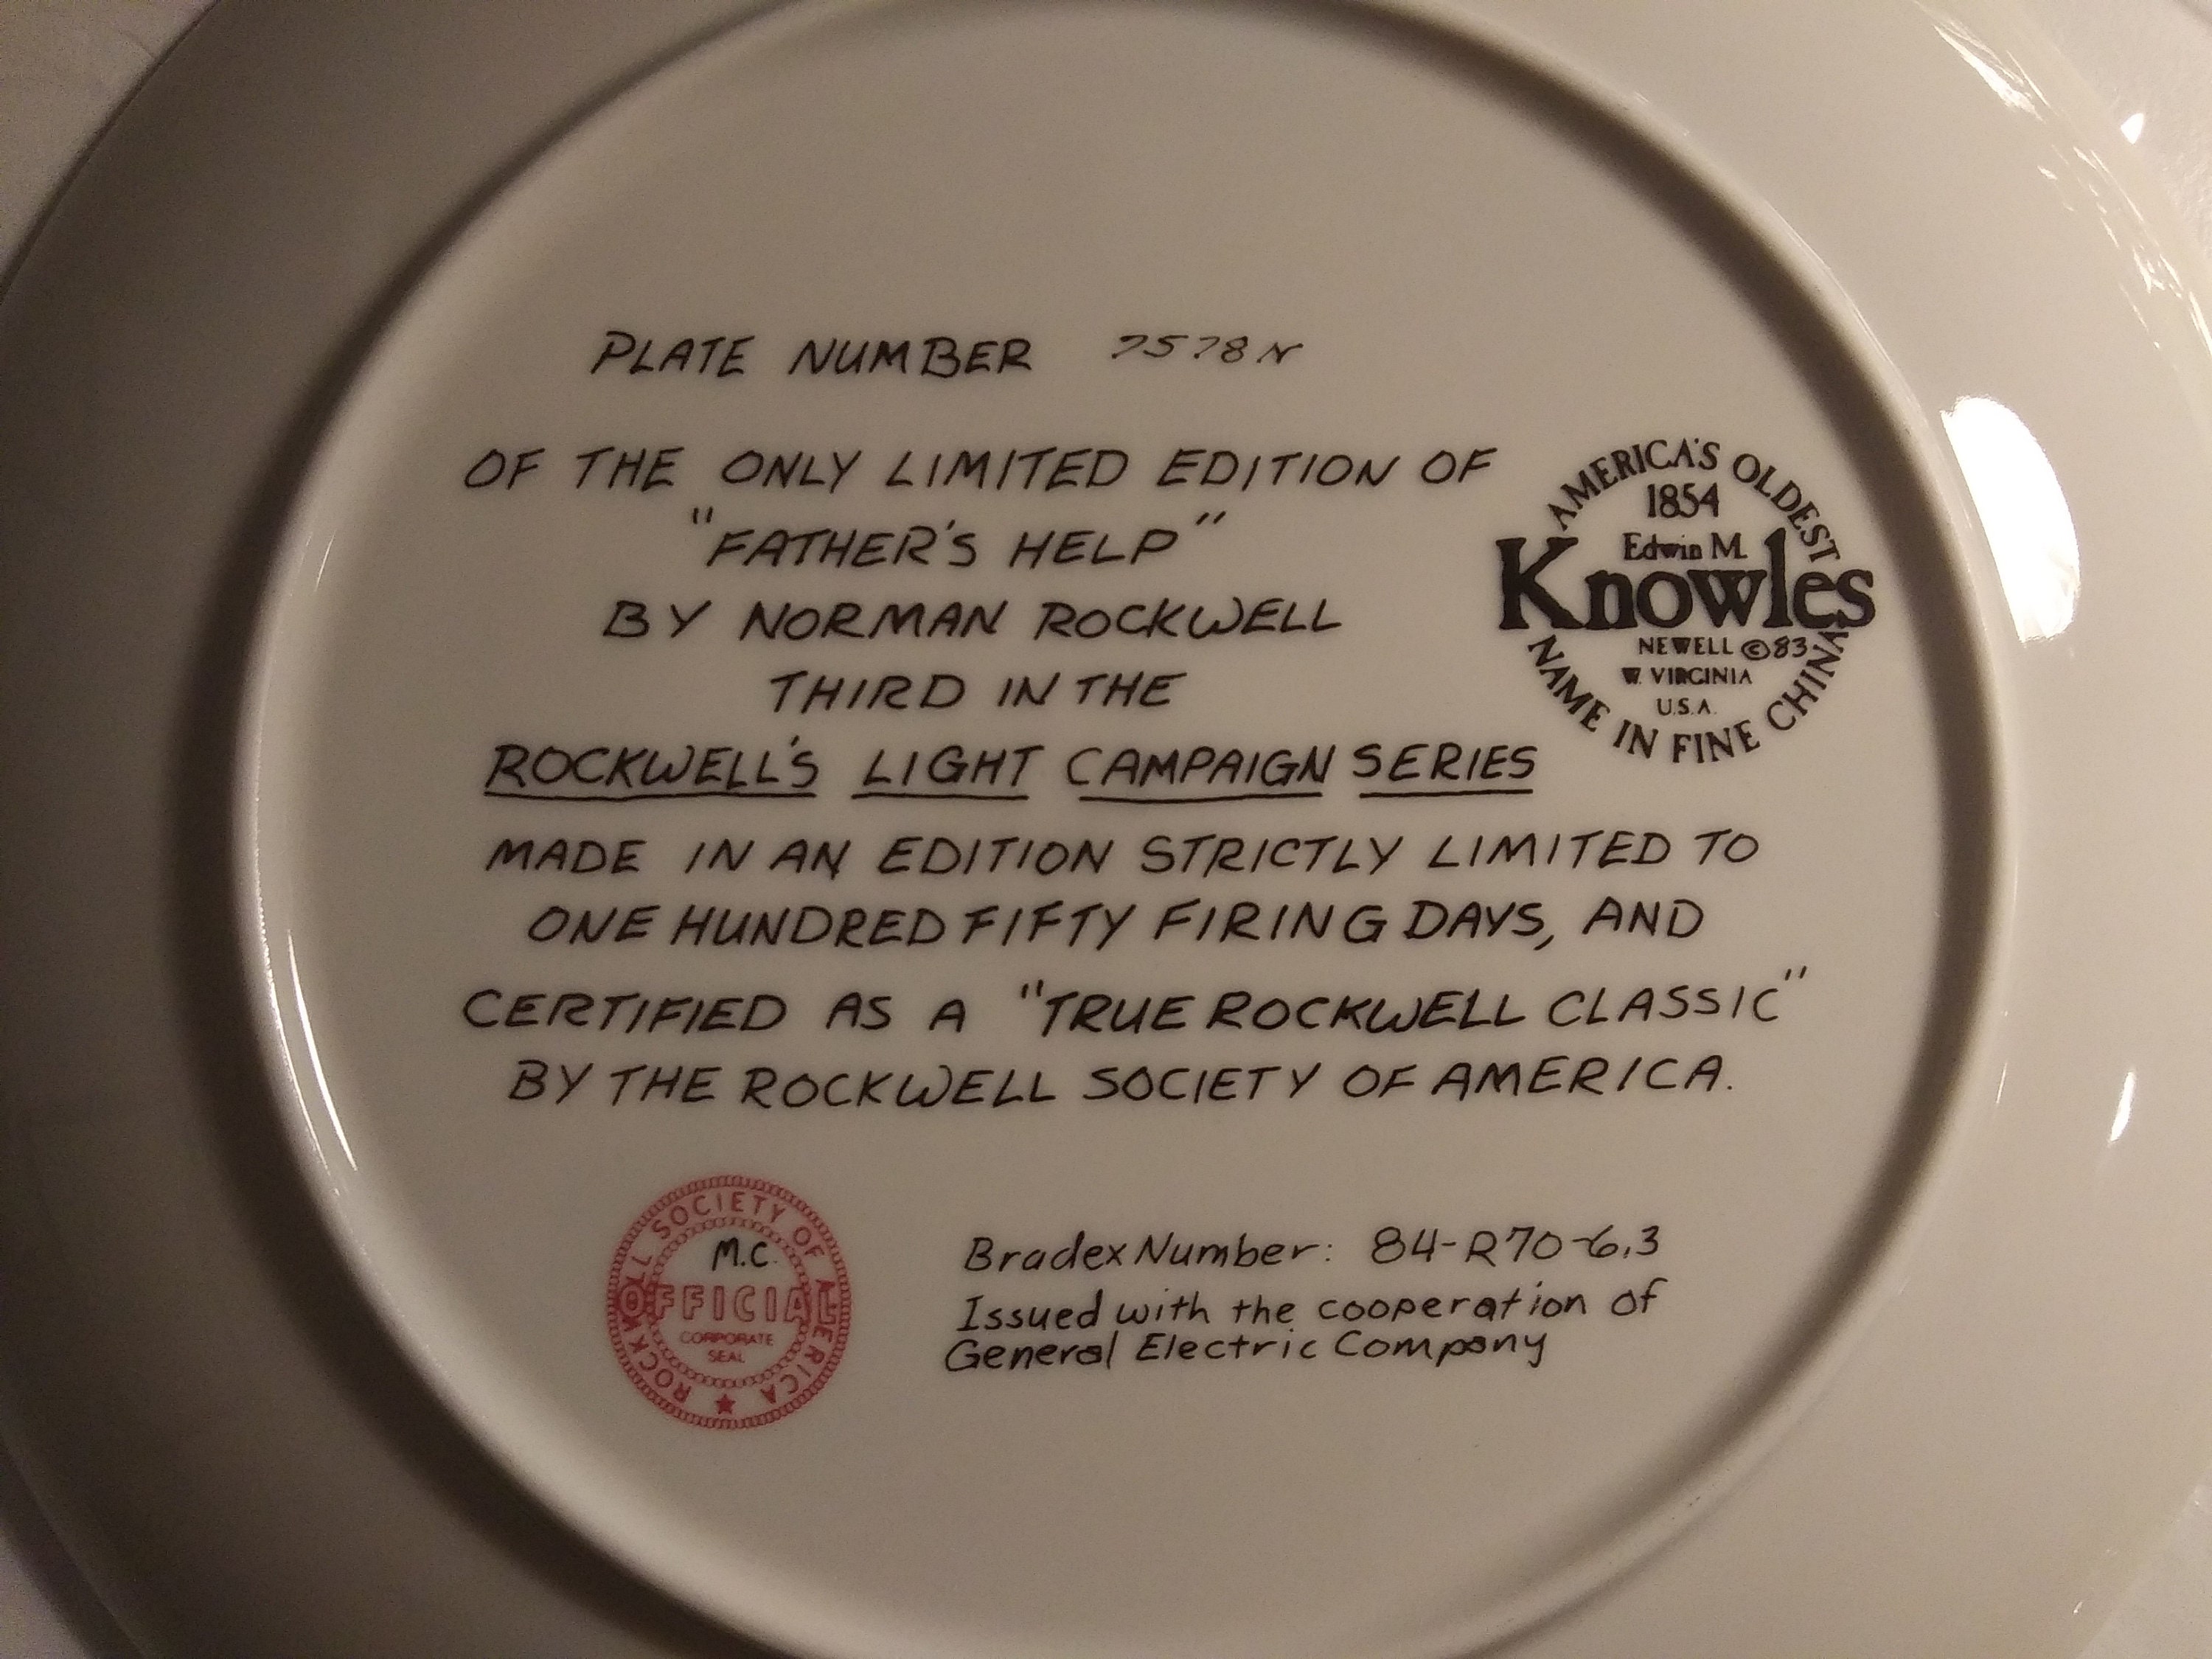 PLATE NUMBER 7578N
OF THE ONLY LIMITED EDITION OF
"FATHER'S HELP"
BY NORMAN ROCKWELL
THIRD IN THE
ROCKWELL'S LIGHT CAMPAIGN SERIES
MADE IN AN EDITION STRICTLY LIMITED TO
ONE HUNDRED FIFTY FIRING DAYS, AND
CERTIFIED AS A "TRUE ROCKWELL CLASSIC"
BY THE ROCKWELL SOCIETY OF AMERICA.
AMERICA'S OLDEST
1854
Edwin M.
Knowles
NEWELL ©83
W. VIRGINIA
U.S.A.
NAME IN FINE CHINA
ROCKWELL SOCIETY OF AMERICA
M.C.
OFFICIAL
CORPORATE
SEAL
Bradex Number: 84-R70-6.3
Issued with the cooperation of
General Electric Company